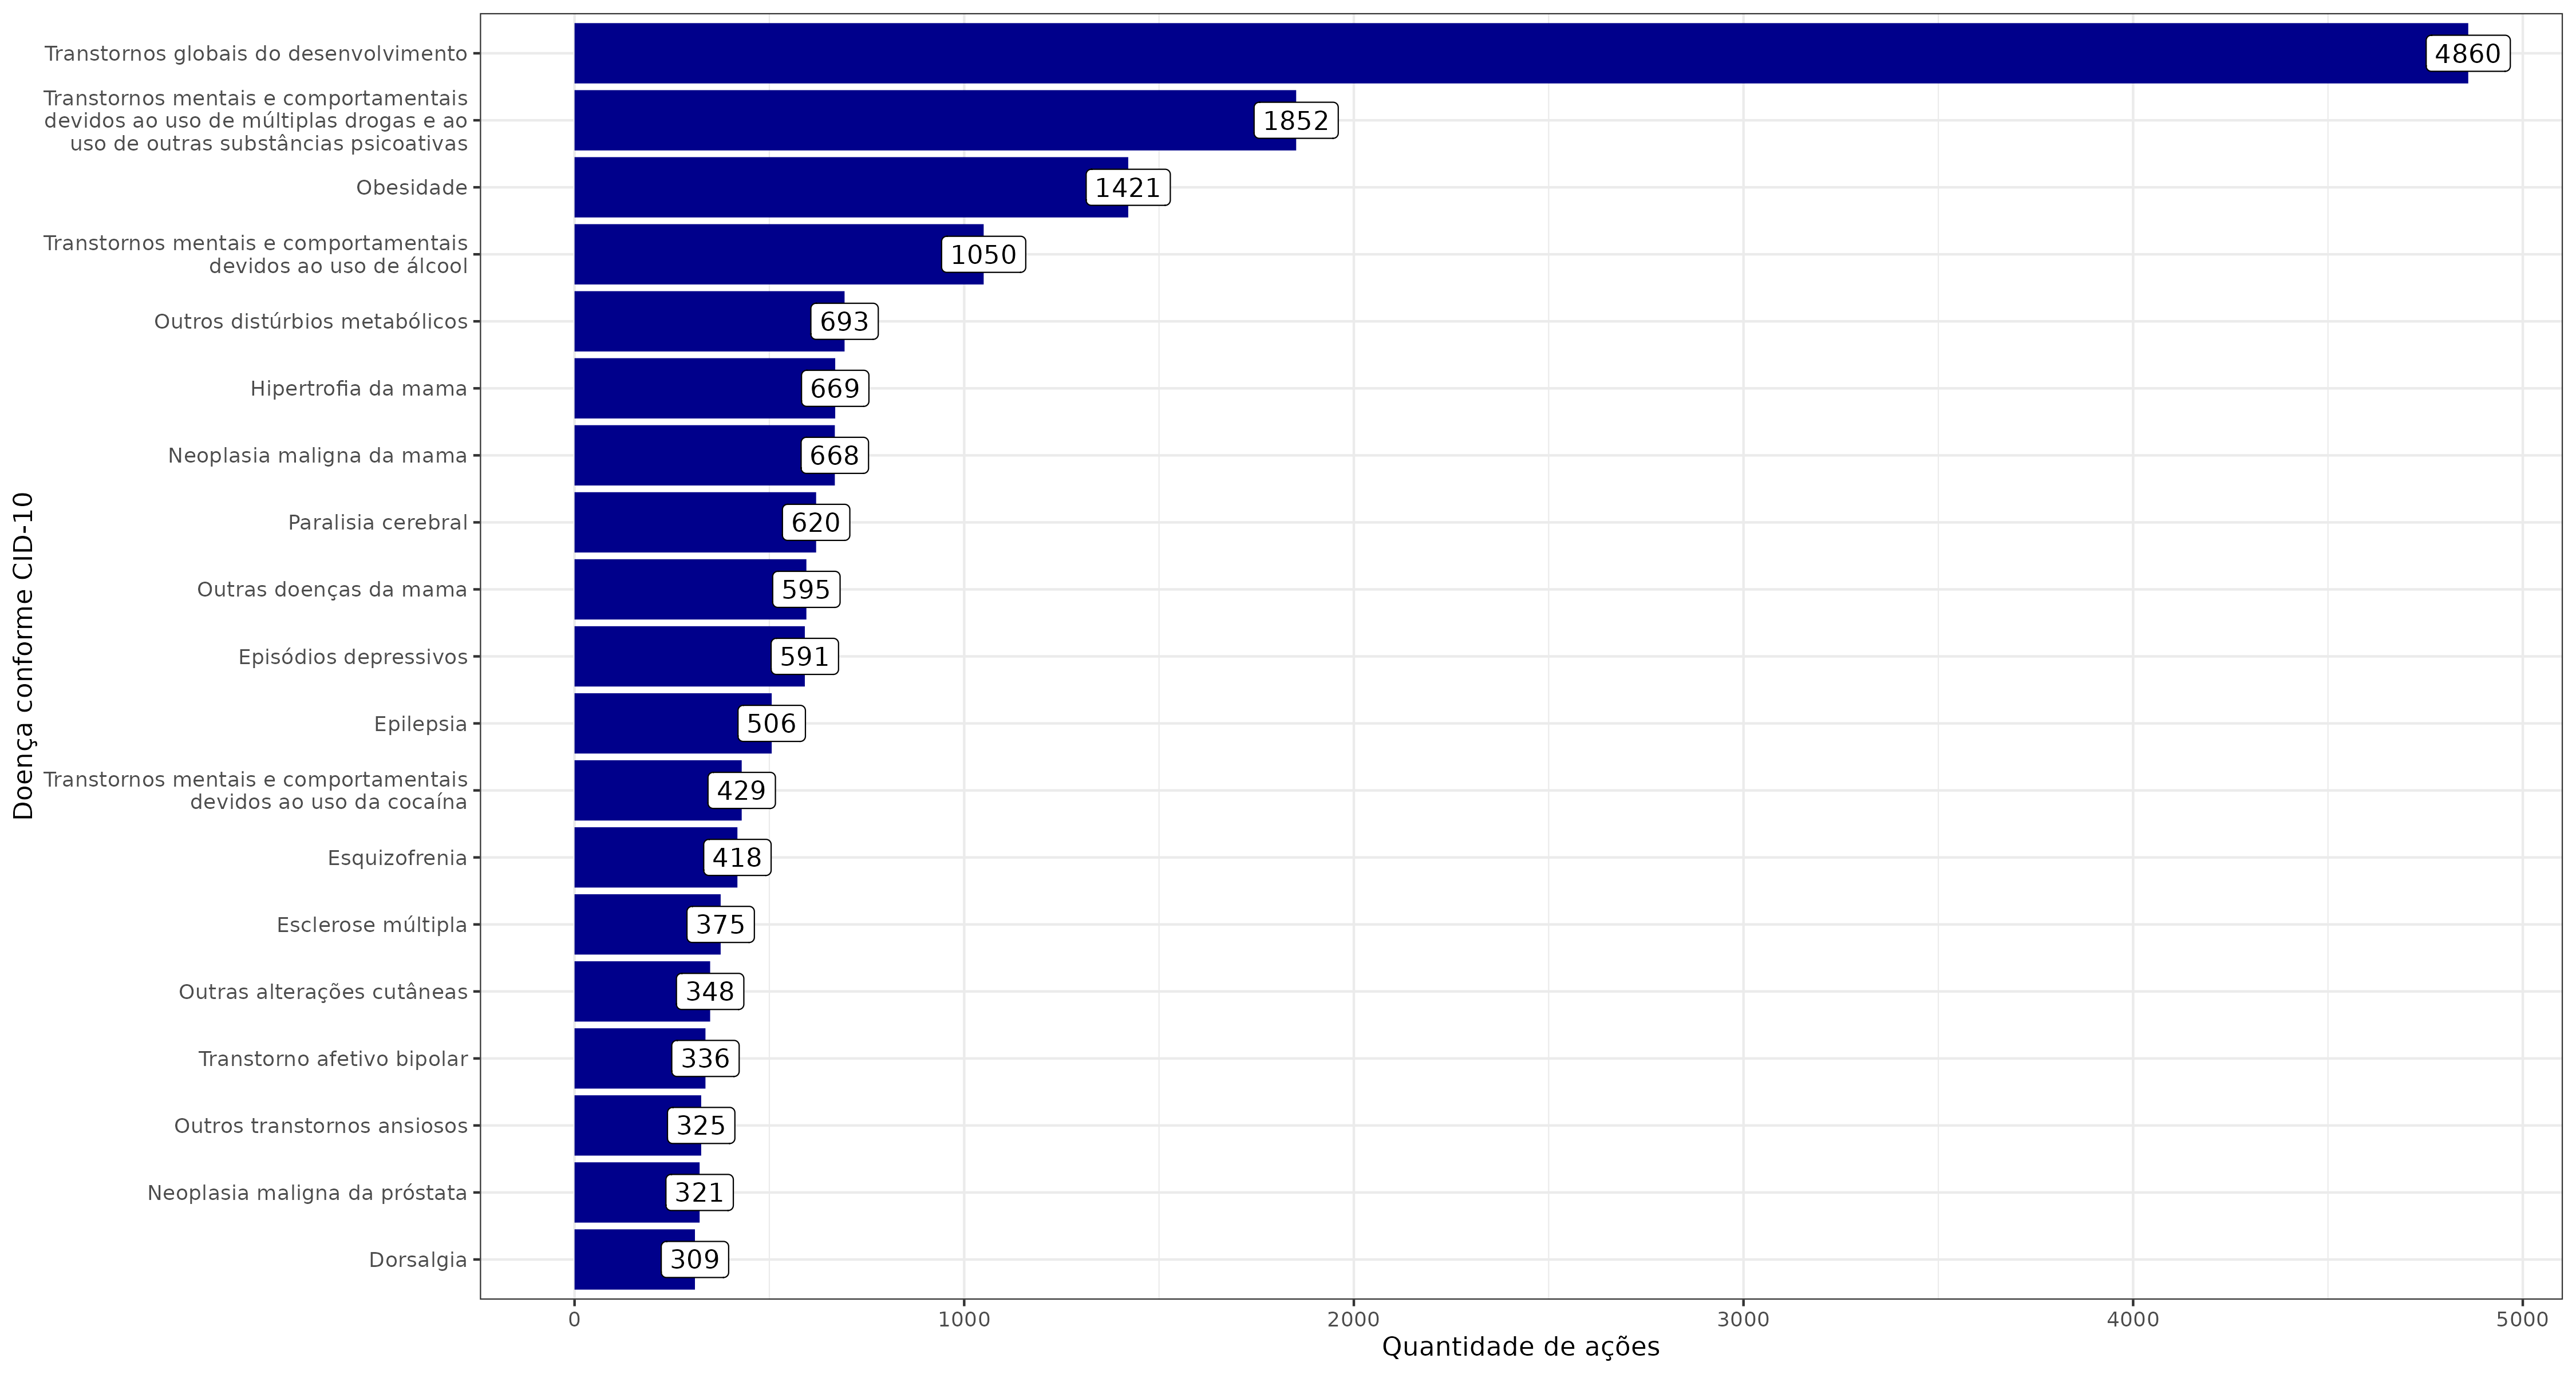 Transtornos globais do desenvolvimento
4860
Transtornos mentais e comportamentais
devidos ao uso de múltiplas drogas e ao
uso de outras substâncias psicoativas
1852
Obesidade
1421
Transtornos mentais e comportamentais
devidos ao uso de álcool
1050
Outros distúrbios metabólicos
693
Hipertrofia da mama
669
Neoplasia maligna da mama
668
Paralisia cerebral
620
Outras doenças da mama
595
Episódios depressivos
591
Epilepsia
506
Transtornos mentais e comportamentais
devidos ao uso da cocaína
429
Esquizofrenia
418
Esclerose múltipla
375
Outras alterações cutâneas
348
Transtorno afetivo bipolar
336
Outros transtornos ansiosos
325
Neoplasia maligna da próstata
321
Dorsalgia
309
Doença conforme CID-10
0 1000 2000 3000 4000 5000
Quantidade de ações